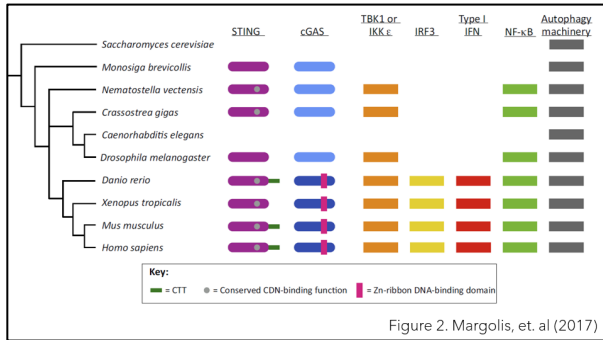 STING cGAS TBK1 or IKK ε IRF3 Type I IFN NF-κB Autophagy machinery
Saccharomyces cerevisiae
Monosiga brevicollis
Nematostella vectensis
Crassostrea gigas
Caenorhabditis elegans
Drosophila melanogaster
Danio rerio
Xenopus tropicalis
Mus musculus
Homo sapiens
Key:
= CTT = Conserved CDN-binding function = Zn-ribbon DNA-binding domain
Figure 2. Margolis, et. al (2017)